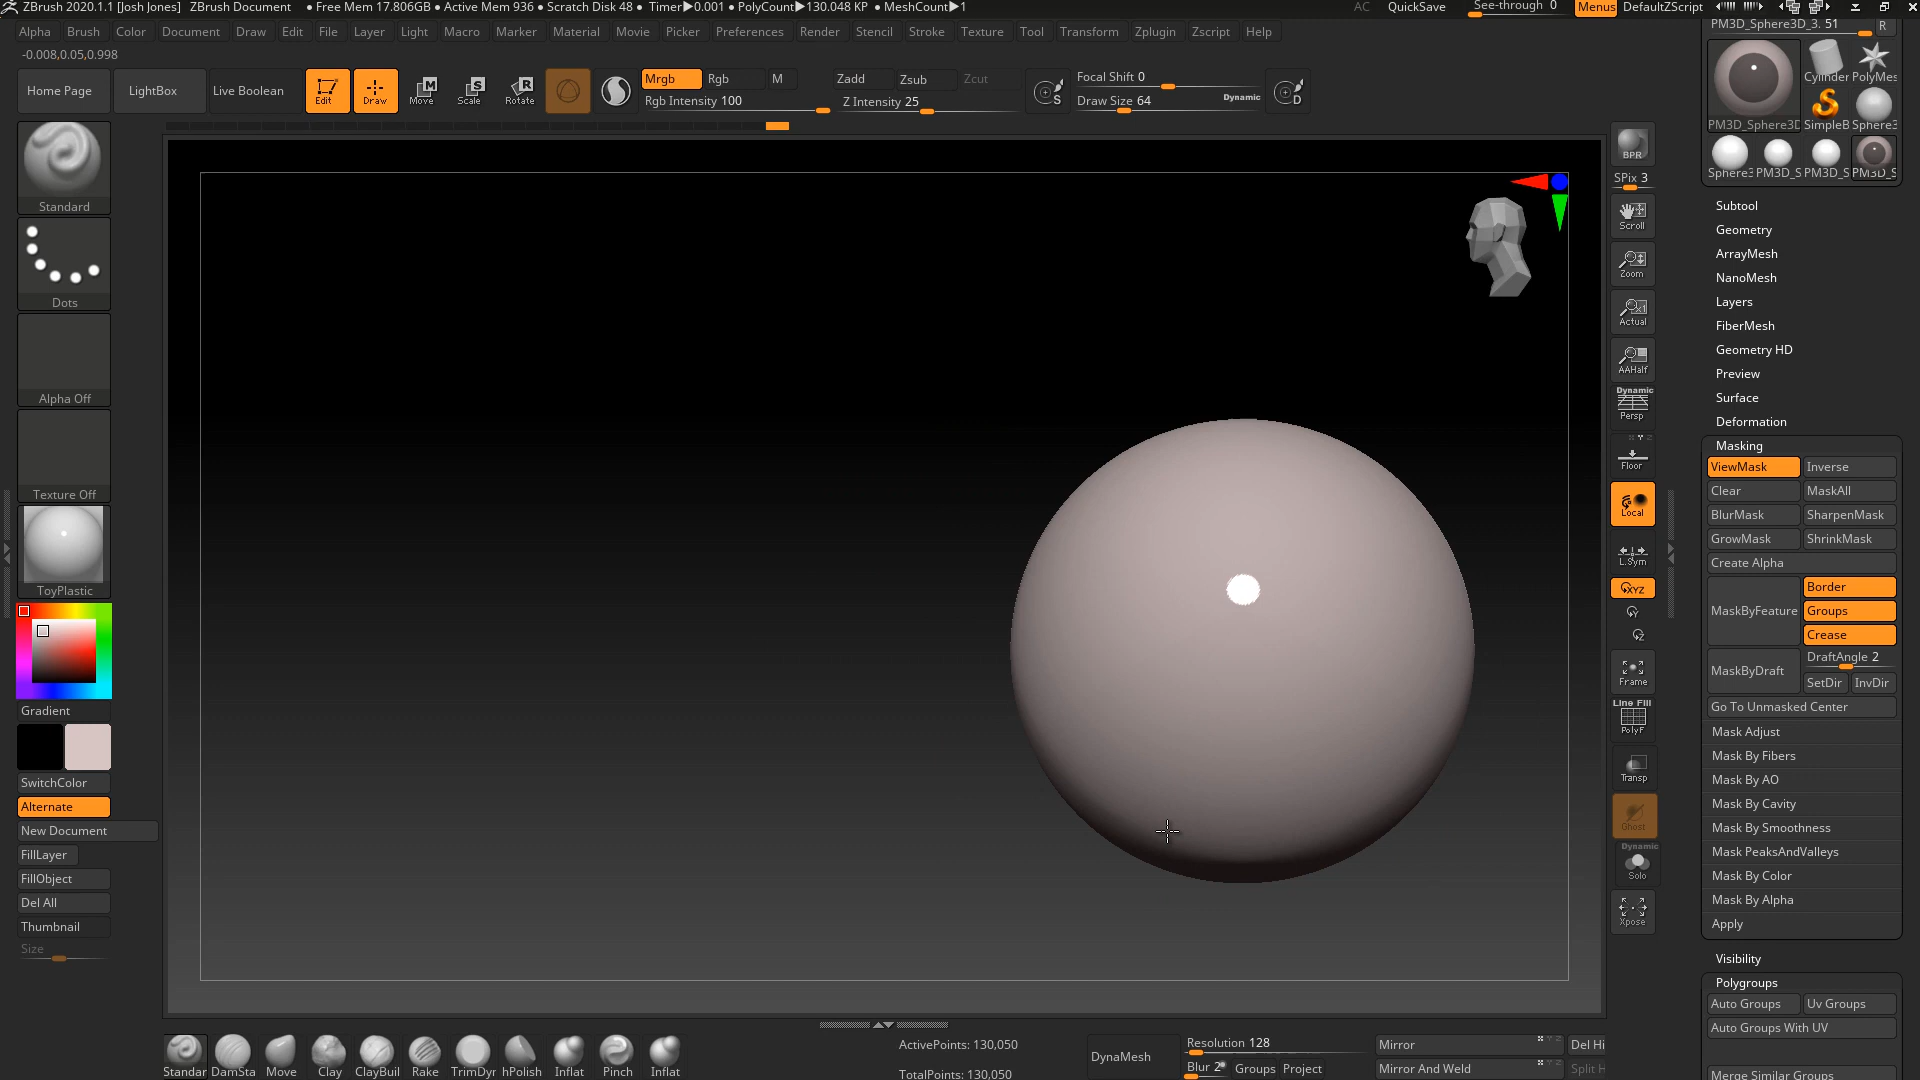 ZBrush 2020.1.1 [Josh Jones] ZBrush Document • Free Mem 17.806GB • Active Mem 936 • Scratch Disk 48 • Timer▶0.001 • PolyCount▶130.048 KP • MeshCount▶1 AC QuickSave See-through 0 Menus DefaultZScript
Alpha Brush Color Document Draw Edit File Layer Light Macro Marker Material Movie Picker Preferences Render Stencil Stroke Texture Tool Transform Zplugin Zscript Help
-0.008,0.05,0.998
Home Page LightBox Live Boolean Edit Draw Move Scale Rotate
Mrgb Rgb M
Rgb Intensity 100
Zadd Zsub Zcut
Z Intensity 25
S
Focal Shift 0
Draw Size 64 Dynamic
D
Standard
Dots
Alpha Off
Texture Off
ToyPlastic
Gradient
SwitchColor
Alternate
New Document
FillLayer
FillObject
Del All
Thumbnail
Size
BPR
SPix 3
Scroll
Zoom
Actual
AAHalf
Dynamic
Persp
Floor
Local
L.Sym
XYZ
Y
Z
Frame
Line Fill
PolyF
Transp
Ghost
Dynamic
Solo
Xpose
PM3D_Sphere3D_3. 51 R
Cylinder PolyMes
PM3D_Sphere3D SimpleB Sphere3
Sphere3 PM3D_S PM3D_S PM3D_S
Subtool
Geometry
ArrayMesh
NanoMesh
Layers
FiberMesh
Geometry HD
Preview
Surface
Deformation
Masking
ViewMask Inverse
Clear MaskAll
BlurMask SharpenMask
GrowMask ShrinkMask
Create Alpha
MaskByFeature Border
Groups
Crease
MaskByDraft DraftAngle 2
SetDir InvDir
Go To Unmasked Center
Mask Adjust
Mask By Fibers
Mask By AO
Mask By Cavity
Mask By Smoothness
Mask PeaksAndValleys
Mask By Color
Mask By Alpha
Apply
Visibility
Polygroups
Auto Groups Uv Groups
Auto Groups With UV
Merge Similar Groups
Standar DamSta Move Clay ClayBuil Rake TrimDyr hPolish Inflat Pinch Inflat
ActivePoints: 130,050
TotalPoints: 130,050
DynaMesh
Resolution 128
Blur 2 Groups Project
Mirror Del Hi
Mirror And Weld Split H